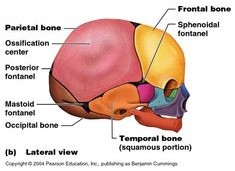 Frontal bone
Parietal bone
Sphenoidal
fontanel
Ossification
center
Posterior
fontanel
Mastoid
fontanel
Occipital bone
Temporal bone
(squamous portion)
(b) Lateral view
Copyright © 2004 Pearson Education, Inc., publishing as Benjamin Cummings.